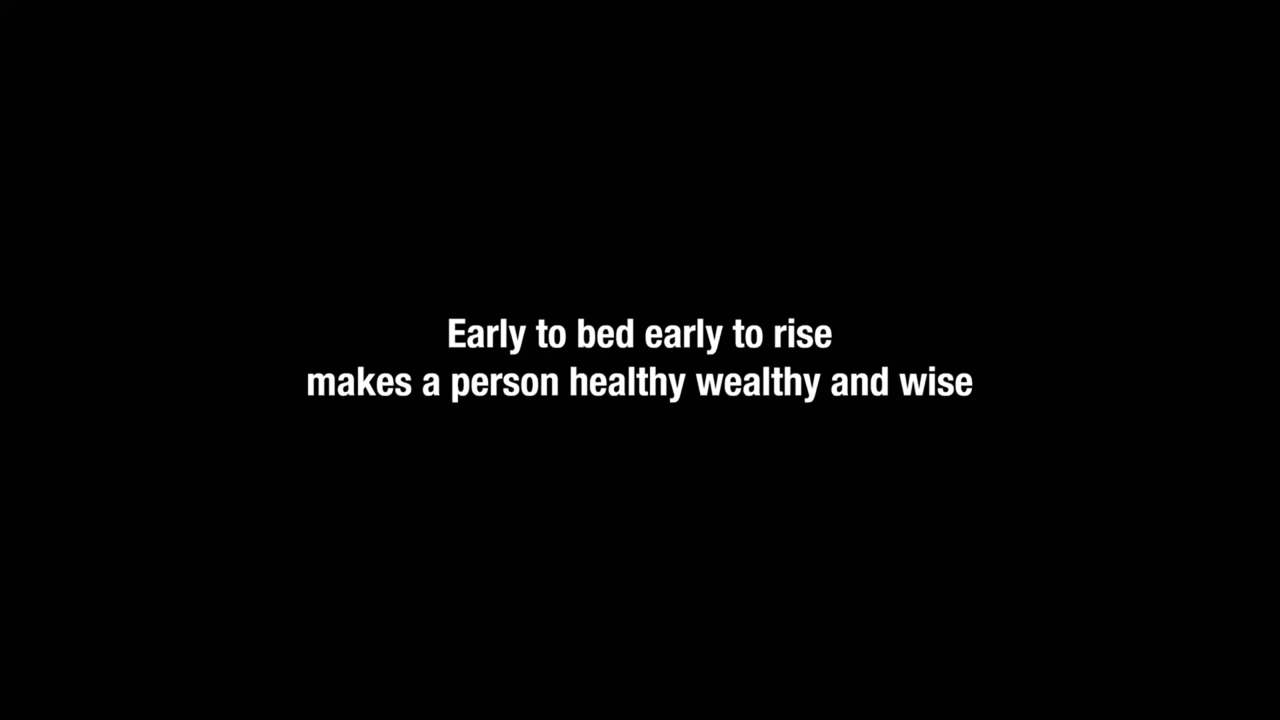 Early to bed early to rise
makes a person healthy wealthy and wise